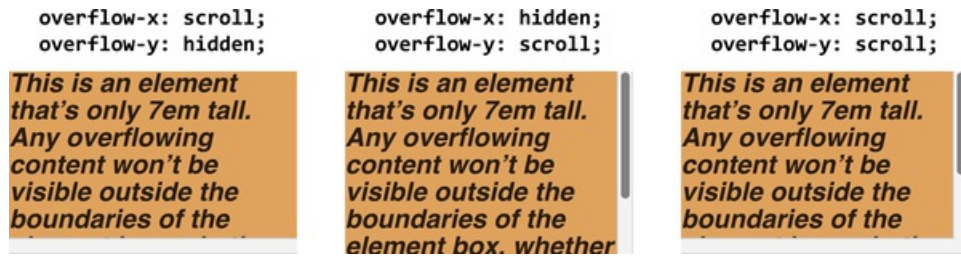 overflow-x: scroll;
overflow-y: hidden;
This is an element
that's only 7em tall.
Any overflowing
content won't be
visible outside the
boundaries of the
overflow-x: hidden;
overflow-y: scroll;
This is an element
that's only 7em tall.
Any overflowing
content won't be
visible outside the
boundaries of the
element box, whether
overflow-x: scroll;
overflow-y: scroll;
This is an element
that's only 7em tall.
Any overflowing
content won't be
visible outside the
boundaries of the